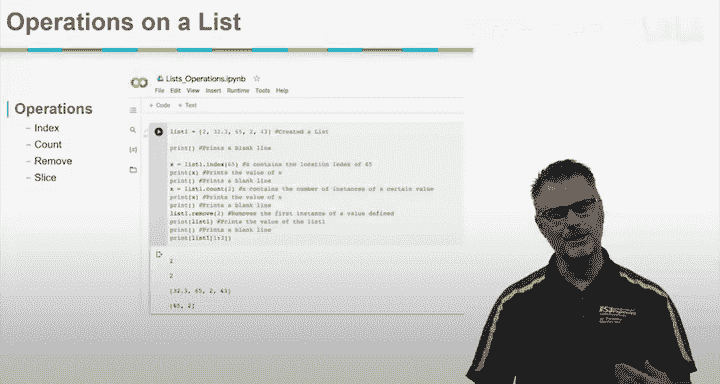 Operations on a List
Operations
– Index
– Count
– Remove
– Slice
Lists_Operations.ipynb
File Edit View Insert Runtime Tools Help
+ Code + Text
list1 = [2, 32.3, 65, 2, 43] #Created a List
print() #Prints a blank line
x = list1.index(65) #x contains the location index of 65
print(x) #Prints the value of x
print() #Prints a blank line
x = list1.count(2) #x contains the number of instances of a certain value
print(x) #Prints the value of x
print() #Prints a blank line
list1.remove(2) #Removes the first instance of a value defined
print(list1) #Prints the value of the list1
print() #Prints a blank line
print(list1[1:3])
2
2
[32.3, 65, 2, 43]
[65, 2]